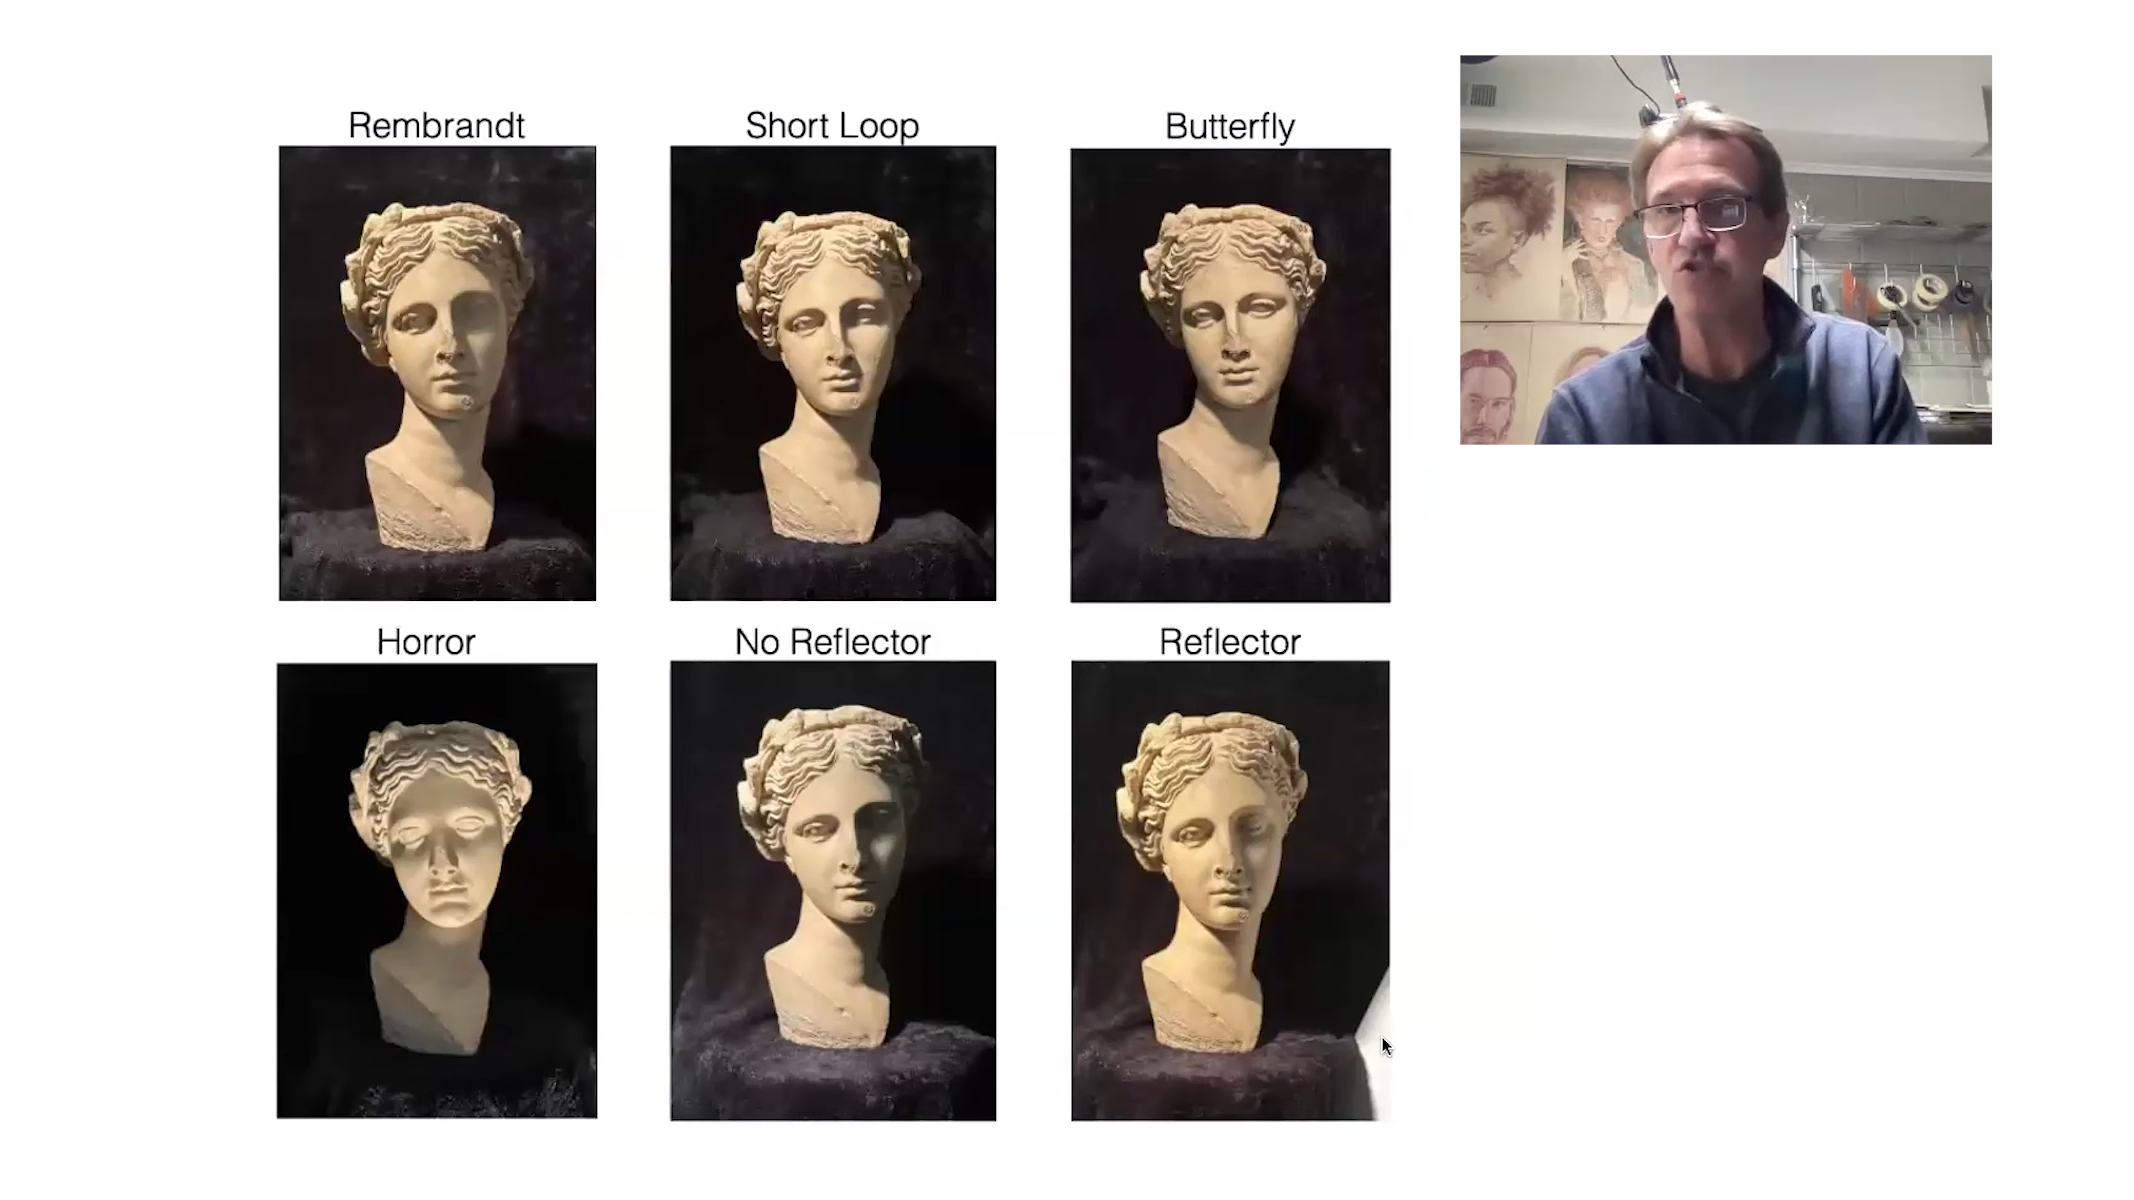 Rembrandt
Short Loop
Butterfly
Horror
No Reflector
Reflector